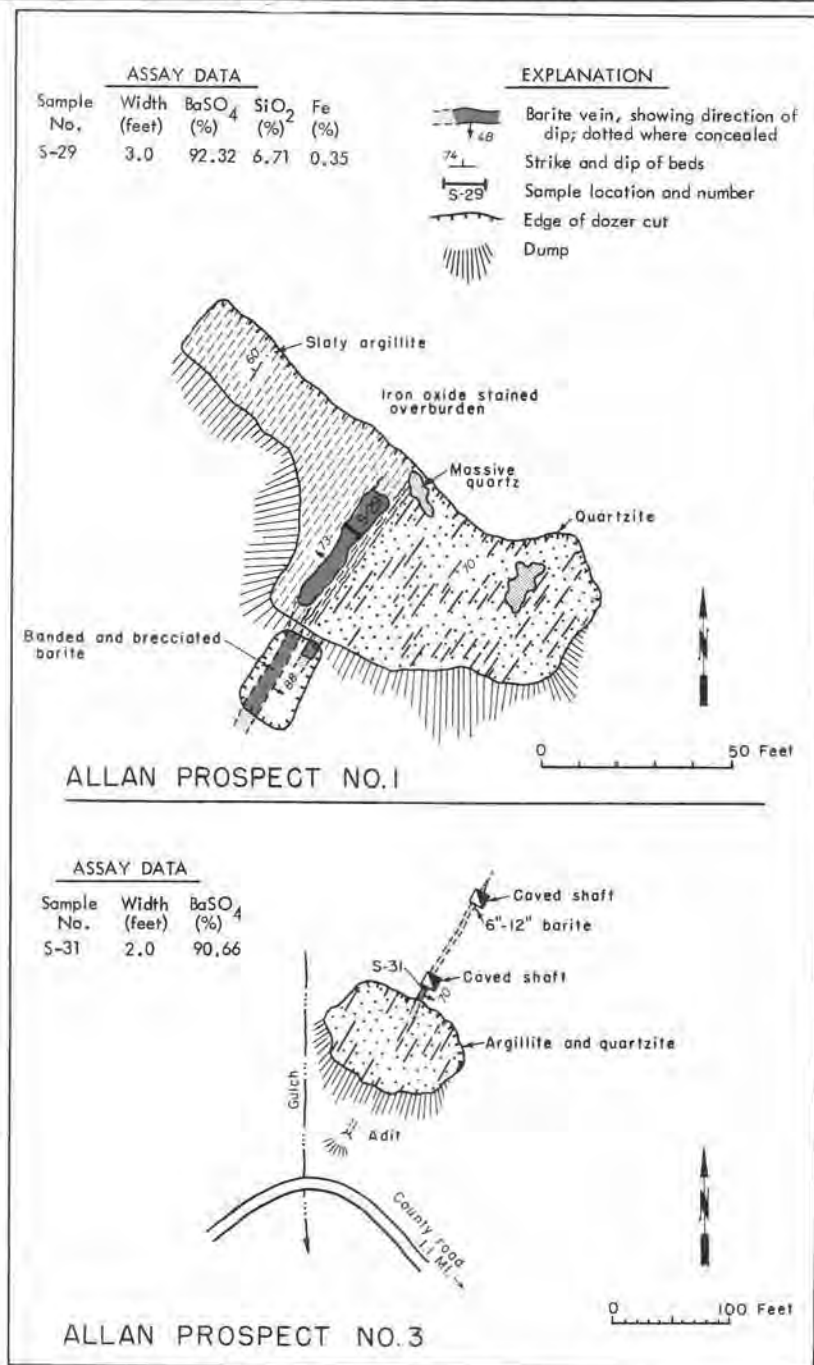 ASSAY DATA
Sample No. Width (feet) BaSO4 (%) SiO2 (%) Fe (%)
S-29 3.0 92.32 6.71 0.35
EXPLANATION
48
Barite vein, showing direction of
dip; dotted where concealed
74
Strike and dip of beds
S-29
Sample location and number
Edge of dozer cut
Dump
Slaty argillite
60
Iron oxide stained
overburden
Massive
quartz
Quartzite
S-29
73
70
Banded and brecciated
barite
88
N
0 50 Feet
ALLAN PROSPECT NO.1
ASSAY DATA
Sample No. Width (feet) BaSO4 (%)
S-31 2.0 90.66
Caved shaft
6"-12" barite
S-31
Caved shaft
70
Argillite and quartzite
Gulch
Adit
County road
1.1 MI.
N
0 100 Feet
ALLAN PROSPECT NO.3